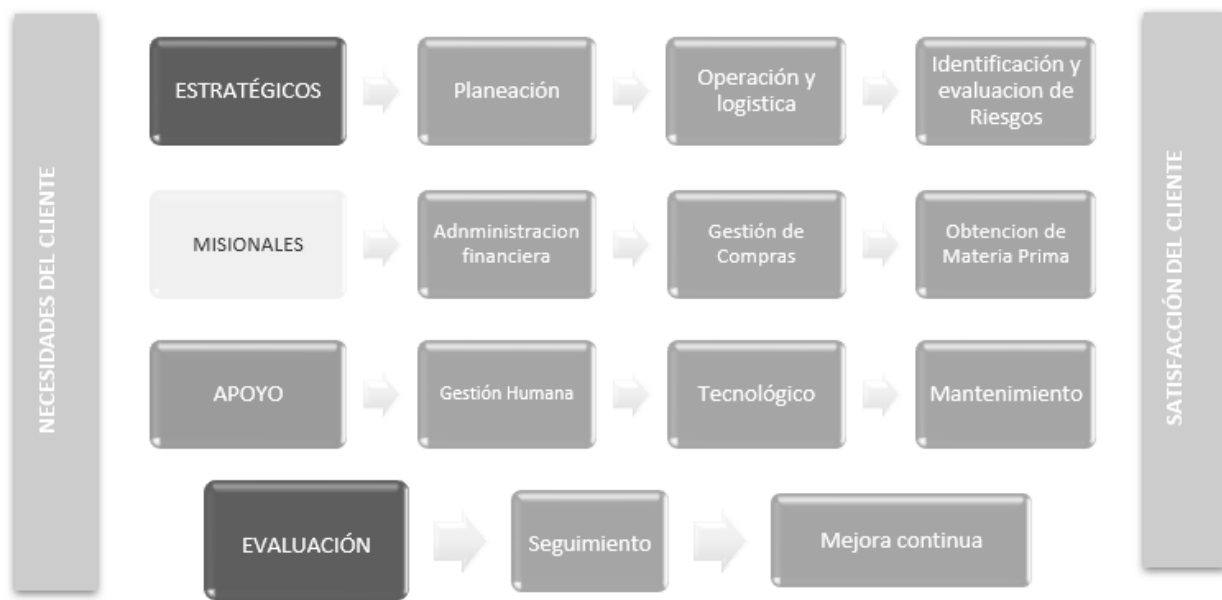 NECESIDADES DEL CLIENTE
ESTRATÉGICOS
Planeación
Operación y
logistica
Identificación y
evaluacion de
Riesgos
MISIONALES
Adnministracion
financiera
Gestión de
Compras
Obtencion de
Materia Prima
APOYO
Gestión Humana
Tecnológico
Mantenimiento
EVALUACIÓN
Seguimiento
Mejora continua
SATISFACCIÓN DEL CLIENTE